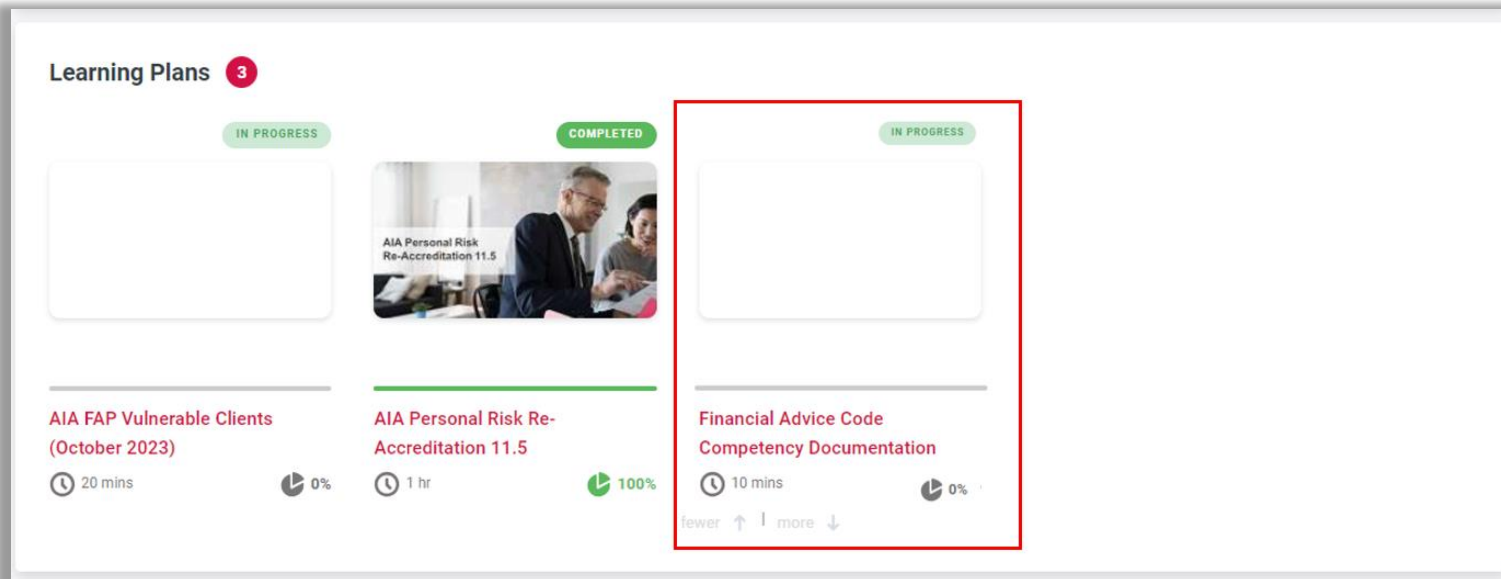 Learning Plans 3
IN PROGRESS
AIA FAP Vulnerable Clients
(October 2023)
20 mins 0%
COMPLETED
AIA Personal Risk
Re-Accreditation 11.5
AIA Personal Risk Re-
Accreditation 11.5
1 hr 100%
IN PROGRESS
Financial Advice Code
Competency Documentation
10 mins 0%
fewer ↑ | more ↓